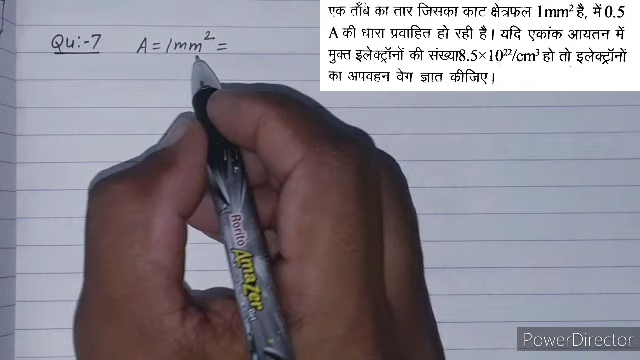 एक ताँबे का तार जिसका काट क्षेत्रफल 1mm² है, में 0.5
A की धारा प्रवाहित हो रही है। यदि एकांक आयतन में
मुक्त इलेक्ट्रॉनों की संख्या8.5×10²²/cm³ हो तो इलेक्ट्रॉनों
का अपवहन वेग ज्ञात कीजिए।
Qu:-7 A = 1mm² =
Rorito AmaZer Gel
PowerDirector